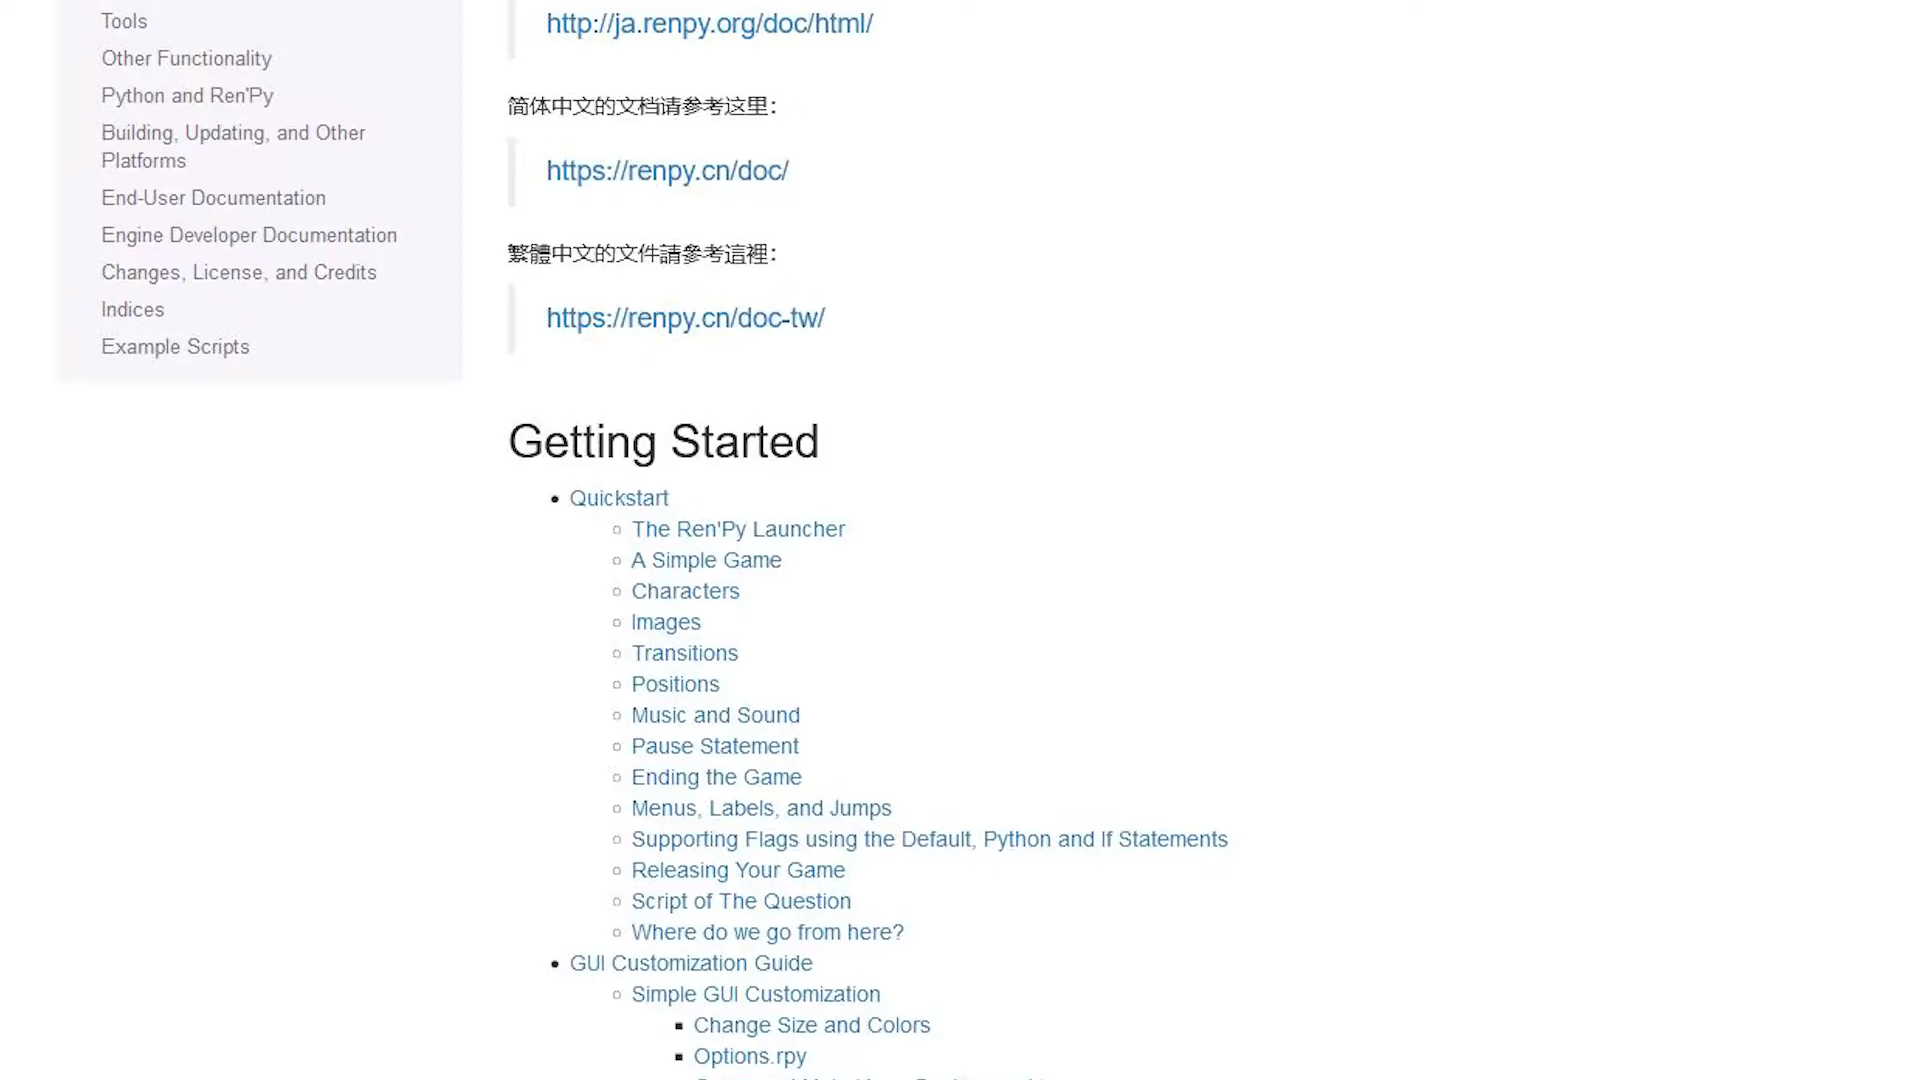 Tools
Other Functionality
Python and Ren'Py
Building, Updating, and Other
Platforms
End-User Documentation
Engine Developer Documentation
Changes, License, and Credits
Indices
Example Scripts
http://ja.renpy.org/doc/html/
简体中文的文档请参考这里：
https://renpy.cn/doc/
繁體中文的文件請參考這裡：
https://renpy.cn/doc-tw/
Getting Started
Quickstart
The Ren'Py Launcher
A Simple Game
Characters
Images
Transitions
Positions
Music and Sound
Pause Statement
Ending the Game
Menus, Labels, and Jumps
Supporting Flags using the Default, Python and If Statements
Releasing Your Game
Script of The Question
Where do we go from here?
GUI Customization Guide
Simple GUI Customization
Change Size and Colors
Options.rpy